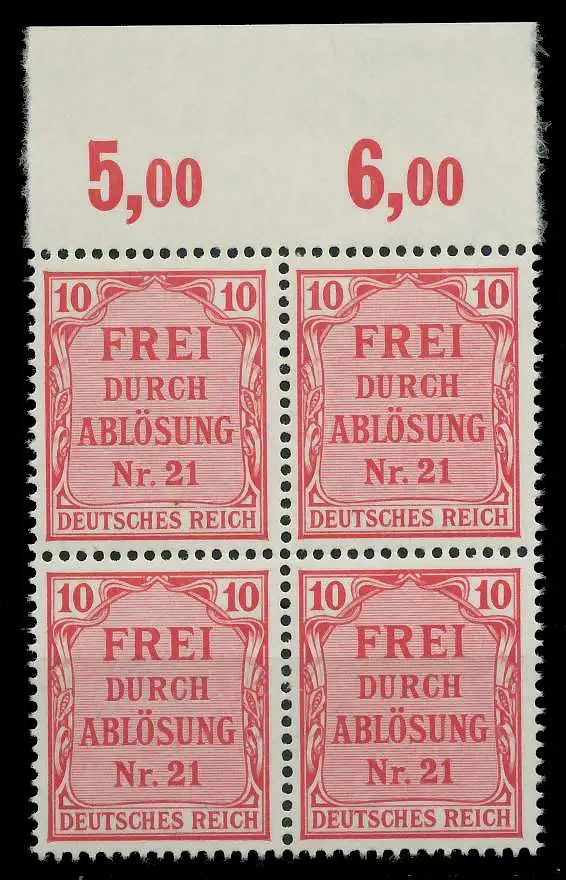 5,00 6,00
10 10 10 10
FREI FREI
DURCH DURCH
ABLÖSUNG ABLÖSUNG
Nr. 21 Nr. 21
DEUTSCHES REICH DEUTSCHES REICH
10 10 10 10
FREI FREI
DURCH DURCH
ABLÖSUNG ABLÖSUNG
Nr. 21 Nr. 21
DEUTSCHES REICH DEUTSCHES REICH